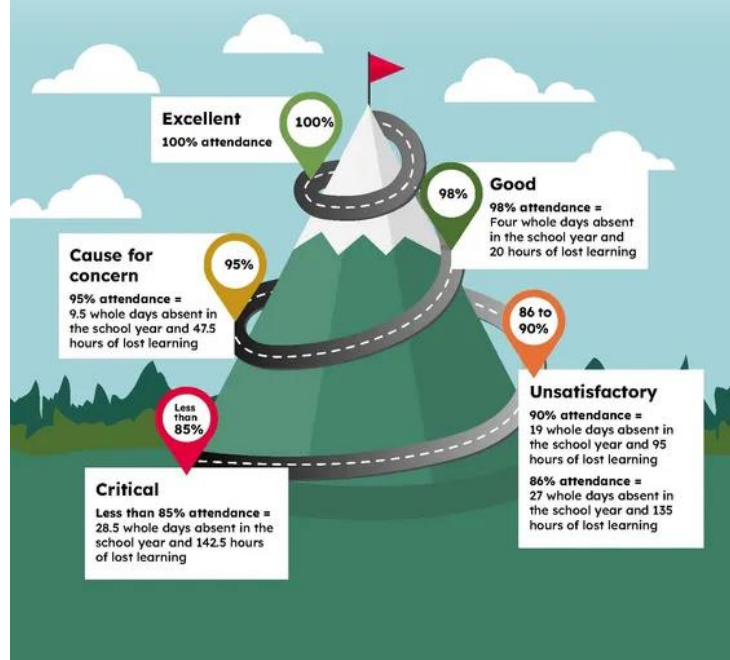 Excellent
100% attendance
100%
98%
Good
98% attendance =
Four whole days absent
in the school year and
20 hours of lost learning
Cause for
concern
95% attendance =
9.5 whole days absent in
the school year and 47.5
hours of lost learning
95%
86 to
90%
Unsatisfactory
90% attendance =
19 whole days absent in
the school year and 95
hours of lost learning
86% attendance =
27 whole days absent in
the school year and 135
hours of lost learning
Less
than
85%
Critical
Less than 85% attendance =
28.5 whole days absent in the
school year and 142.5 hours
of lost learning